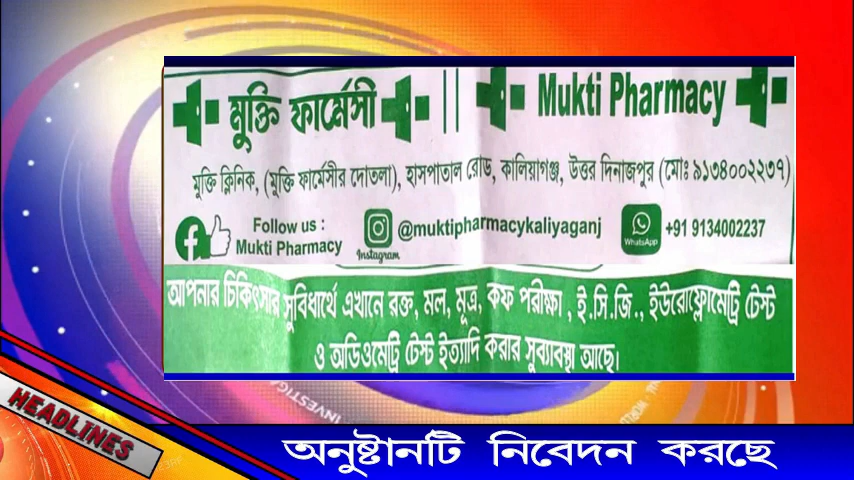 মুক্তি ফার্মেসী || Mukti Pharmacy
মুক্তি ক্লিনিক, (মুক্তি ফার্মেসীর দোতলা), হাসপাতাল রোড, কালিয়াগঞ্জ, উত্তর দিনাজপুর (মোঃ ৯১৩৪০০২২৩৭)
Follow us :
Mukti Pharmacy
Instagram
@muktipharmacykaliyaganj
WhatsApp
+91 9134002237
আপনার চিকিৎসার সুবিধার্থে এখানে রক্ত, মল, মূত্র, কফ পরীক্ষা, ই.সি.জি., ইউরোফ্লোমেট্রি টেস্ট
ও অডিওমেট্রি টেস্ট ইত্যাদি করার সুব্যাবস্থা আছে।
HEADLINES
অনুষ্টানটি নিবেদন করছে